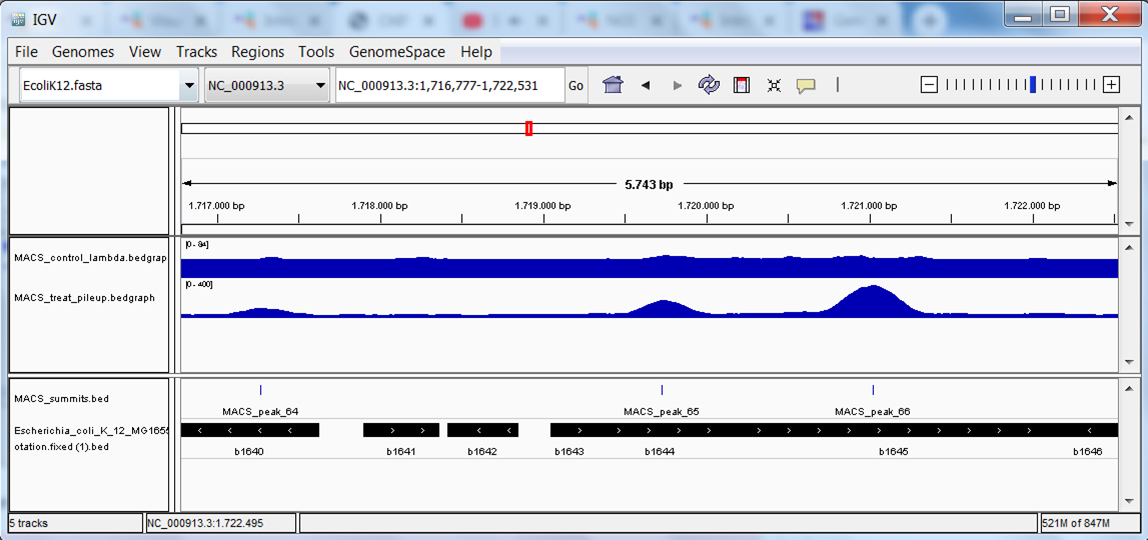 IGV
File Genomes View Tracks Regions Tools GenomeSpace Help
EcoliK12.fasta NC_000913.3 NC_000913.3:1,716,777-1,722,531 Go
5.743 bp
1.717.000 bp 1.718.000 bp 1.719.000 bp 1.720.000 bp 1.721.000 bp 1.722.000 bp
[0 - 84]
MACS_control_lambda.bedgrap
[0 - 400]
MACS_treat_pileup.bedgraph
MACS_summits.bed
MACS_peak_64 MACS_peak_65 MACS_peak_66
Escherichia_coli_K_12_MG1655
otation.fixed (1).bed
b1640 b1641 b1642 b1643 b1644 b1645 b1646
5 tracks NC_000913.3:1.722.495 521M of 847M